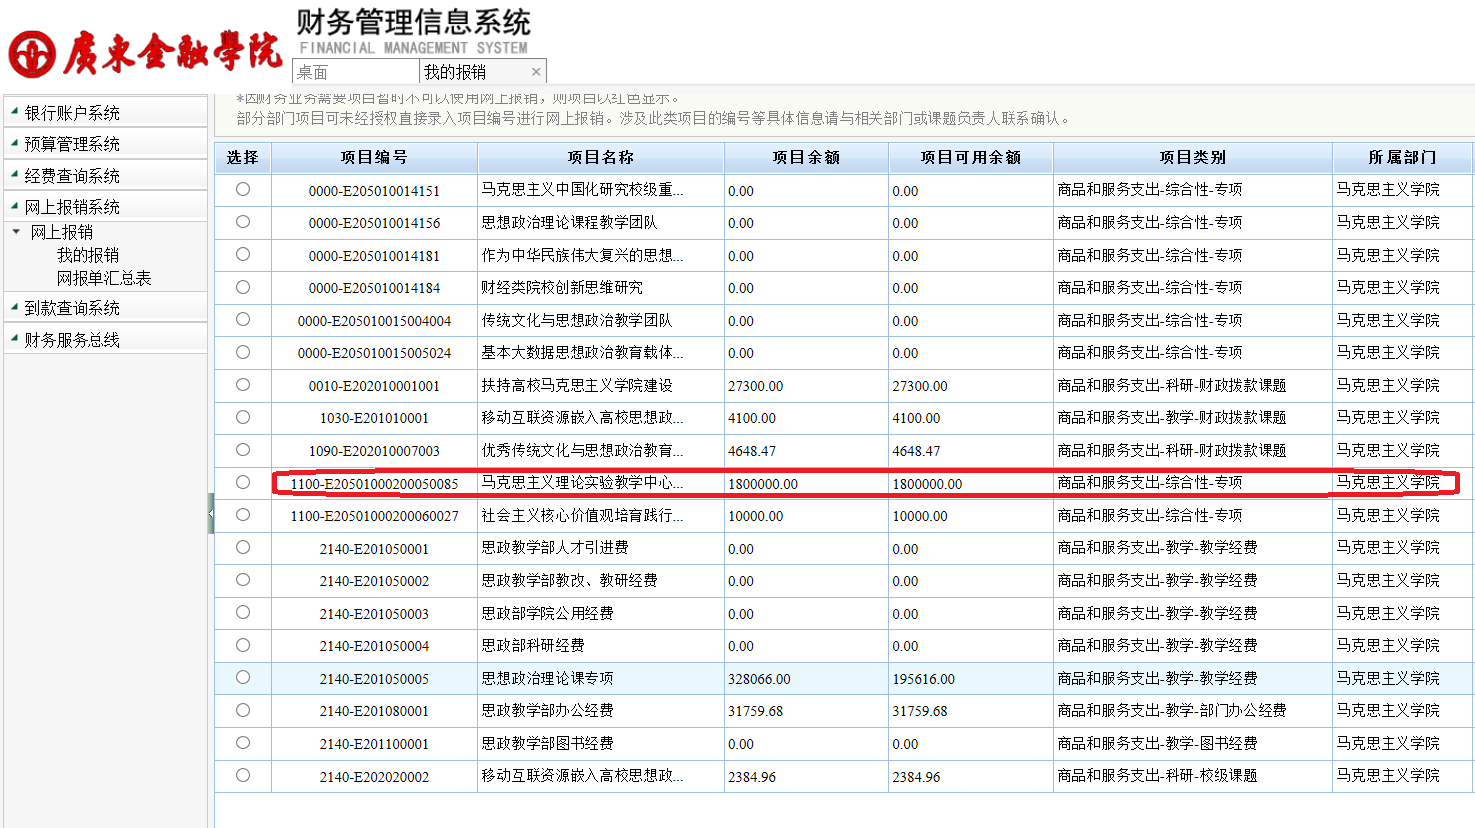 廣東金融學院
财务管理信息系统
FINANCIAL MANAGEMENT SYSTEM
桌面 我的报销 ×
银行账户系统
预算管理系统
经费查询系统
网上报销系统
网上报销
我的报销
网报单汇总表
到款查询系统
财务服务总线
*因财务业务需要项目暂时不可以使用网上报销，则项目以红色显示。
部分部门项目可未经授权直接录入项目编号进行网上报销。涉及此类项目的编号等具体信息请与相关部门或课题负责人联系确认。
选择 项目编号 项目名称 项目余额 项目可用余额 项目类别 所属部门
0000-E205010014151 马克思主义中国化研究校级重... 0.00 0.00 商品和服务支出-综合性-专项 马克思主义学院
0000-E205010014156 思想政治理论课程教学团队 0.00 0.00 商品和服务支出-综合性-专项 马克思主义学院
0000-E205010014181 作为中华民族伟大复兴的思想... 0.00 0.00 商品和服务支出-综合性-专项 马克思主义学院
0000-E205010014184 财经类院校创新思维研究 0.00 0.00 商品和服务支出-综合性-专项 马克思主义学院
0000-E205010015004004 传统文化与思想政治教学团队 0.00 0.00 商品和服务支出-综合性-专项 马克思主义学院
0000-E205010015005024 基本大数据思想政治教育载体... 0.00 0.00 商品和服务支出-综合性-专项 马克思主义学院
0010-E202010001001 扶持高校马克思主义学院建设 27300.00 27300.00 商品和服务支出-科研-财政拨款课题 马克思主义学院
1030-E201010001 移动互联资源嵌入高校思想政... 4100.00 4100.00 商品和服务支出-教学-财政拨款课题 马克思主义学院
1090-E202010007003 优秀传统文化与思想政治教育... 4648.47 4648.47 商品和服务支出-科研-财政拨款课题 马克思主义学院
1100-E20501000200050085 马克思主义理论实验教学中心... 1800000.00 1800000.00 商品和服务支出-综合性-专项 马克思主义学院
1100-E20501000200060027 社会主义核心价值观培育践行... 10000.00 10000.00 商品和服务支出-综合性-专项 马克思主义学院
2140-E201050001 思政教学部人才引进费 0.00 0.00 商品和服务支出-教学-教学经费 马克思主义学院
2140-E201050002 思政教学部教改、教研经费 0.00 0.00 商品和服务支出-教学-教学经费 马克思主义学院
2140-E201050003 思政部学院公用经费 0.00 0.00 商品和服务支出-教学-教学经费 马克思主义学院
2140-E201050004 思政部科研经费 0.00 0.00 商品和服务支出-教学-教学经费 马克思主义学院
2140-E201050005 思想政治理论课专项 328066.00 195616.00 商品和服务支出-教学-教学经费 马克思主义学院
2140-E201080001 思政教学部办公经费 31759.68 31759.68 商品和服务支出-教学-部门办公经费 马克思主义学院
2140-E201100001 思政教学部图书经费 0.00 0.00 商品和服务支出-教学-图书经费 马克思主义学院
2140-E202020002 移动互联资源嵌入高校思想政... 2384.96 2384.96 商品和服务支出-科研-校级课题 马克思主义学院